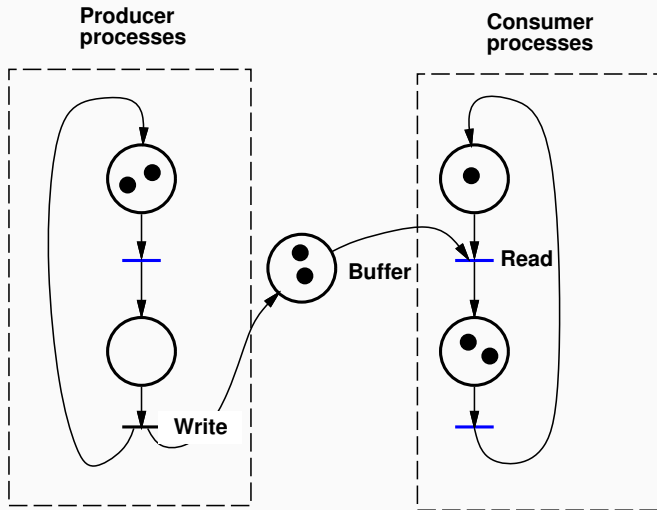 Producer
processes
Consumer
processes
Buffer
Read
Write